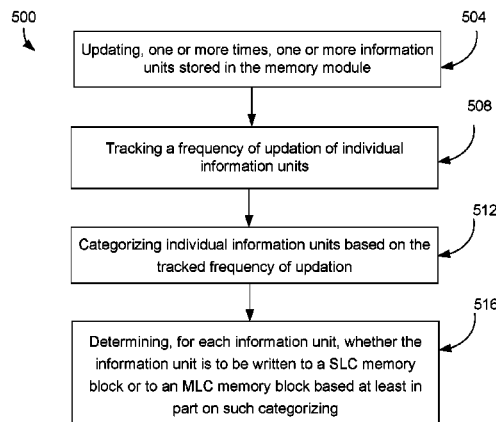 500
504
Updating, one or more times, one or more information
units stored in the memory module
508
Tracking a frequency of updation of individual
information units
512
Categorizing individual information units based on the
tracked frequency of updation
516
Determining, for each information unit, whether the
information unit is to be written to a SLC memory
block or to an MLC memory block based at least in
part on such categorizing